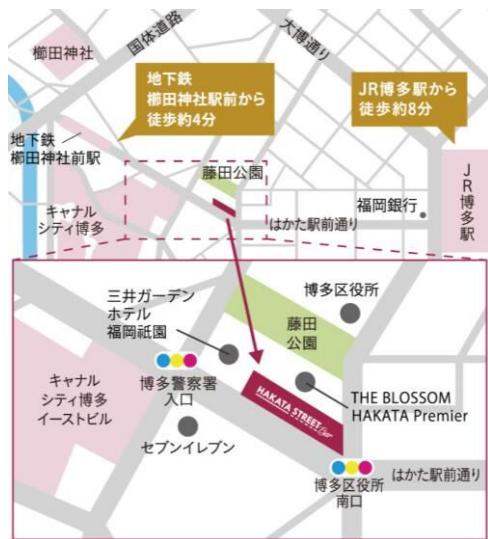 国体道路
大博通り
櫛田神社
地下鉄
櫛田神社駅前から
徒歩約4分
JR博多駅から
徒歩約8分
地下鉄
櫛田神社前駅
藤田公園
福岡銀行
JR博多駅
キャナル
シティ博多
はかた駅前通り
三井ガーデン
ホテル
福岡祇園
博多区役所
藤田
公園
キャナル
シティ博多
イーストビル
博多警察署
入口
HAKATA STREET
THE BLOSSOM
HAKATA Premier
セブンイレブン
はかた駅前通り
博多区役所
南口